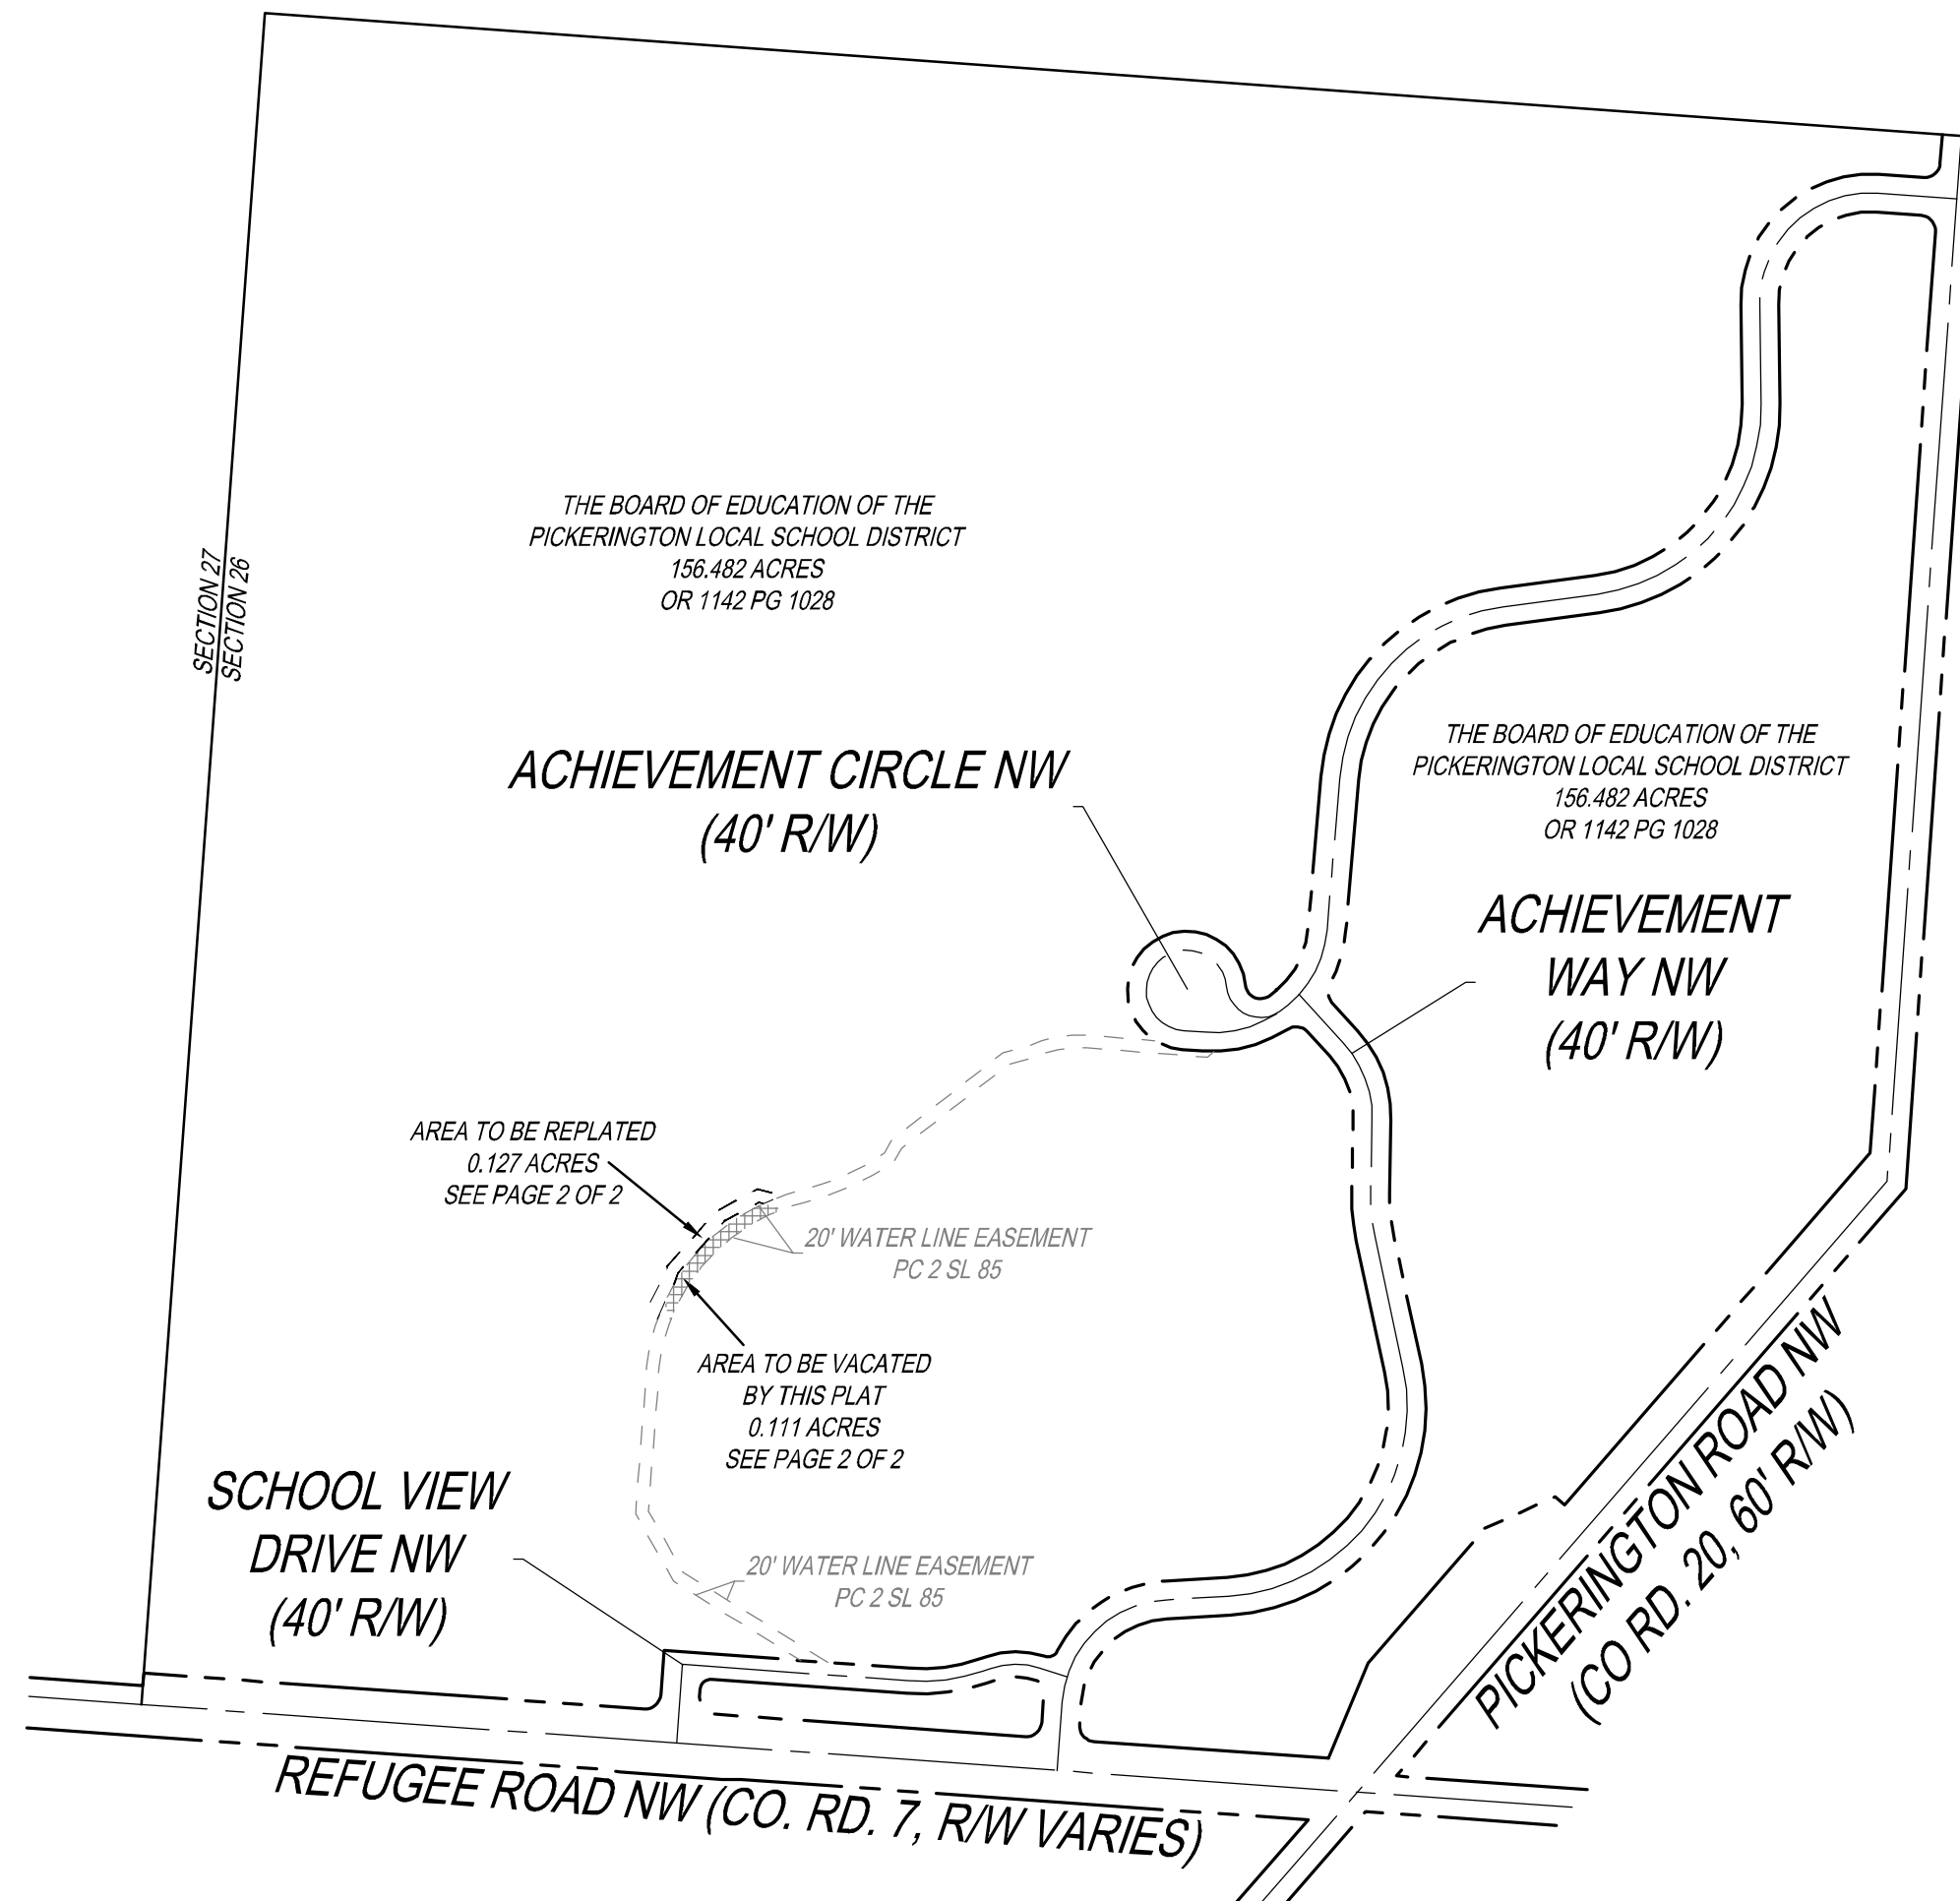 THE BOARD OF EDUCATION OF THE
PICKERINGTON LOCAL SCHOOL DISTRICT
156.482 ACRES
OR 1142 PG 1028
SECTION 27
SECTION 26
ACHIEVEMENT CIRCLE NW
(40' R/W)
THE BOARD OF EDUCATION OF THE
PICKERINGTON LOCAL SCHOOL DISTRICT
156.482 ACRES
OR 1142 PG 1028
ACHIEVEMENT
WAY NW
(40' R/W)
AREA TO BE REPLATED
0.127 ACRES
SEE PAGE 2 OF 2
20' WATER LINE EASEMENT
PC 2 SL 85
AREA TO BE VACATED
BY THIS PLAT
0.111 ACRES
SEE PAGE 2 OF 2
SCHOOL VIEW
DRIVE NW
(40' R/W)
20' WATER LINE EASEMENT
PC 2 SL 85
PICKERINGTON ROAD NW
(CO RD. 20, 60' R/W)
REFUGEE ROAD NW (CO. RD. 7, R/W VARIES)